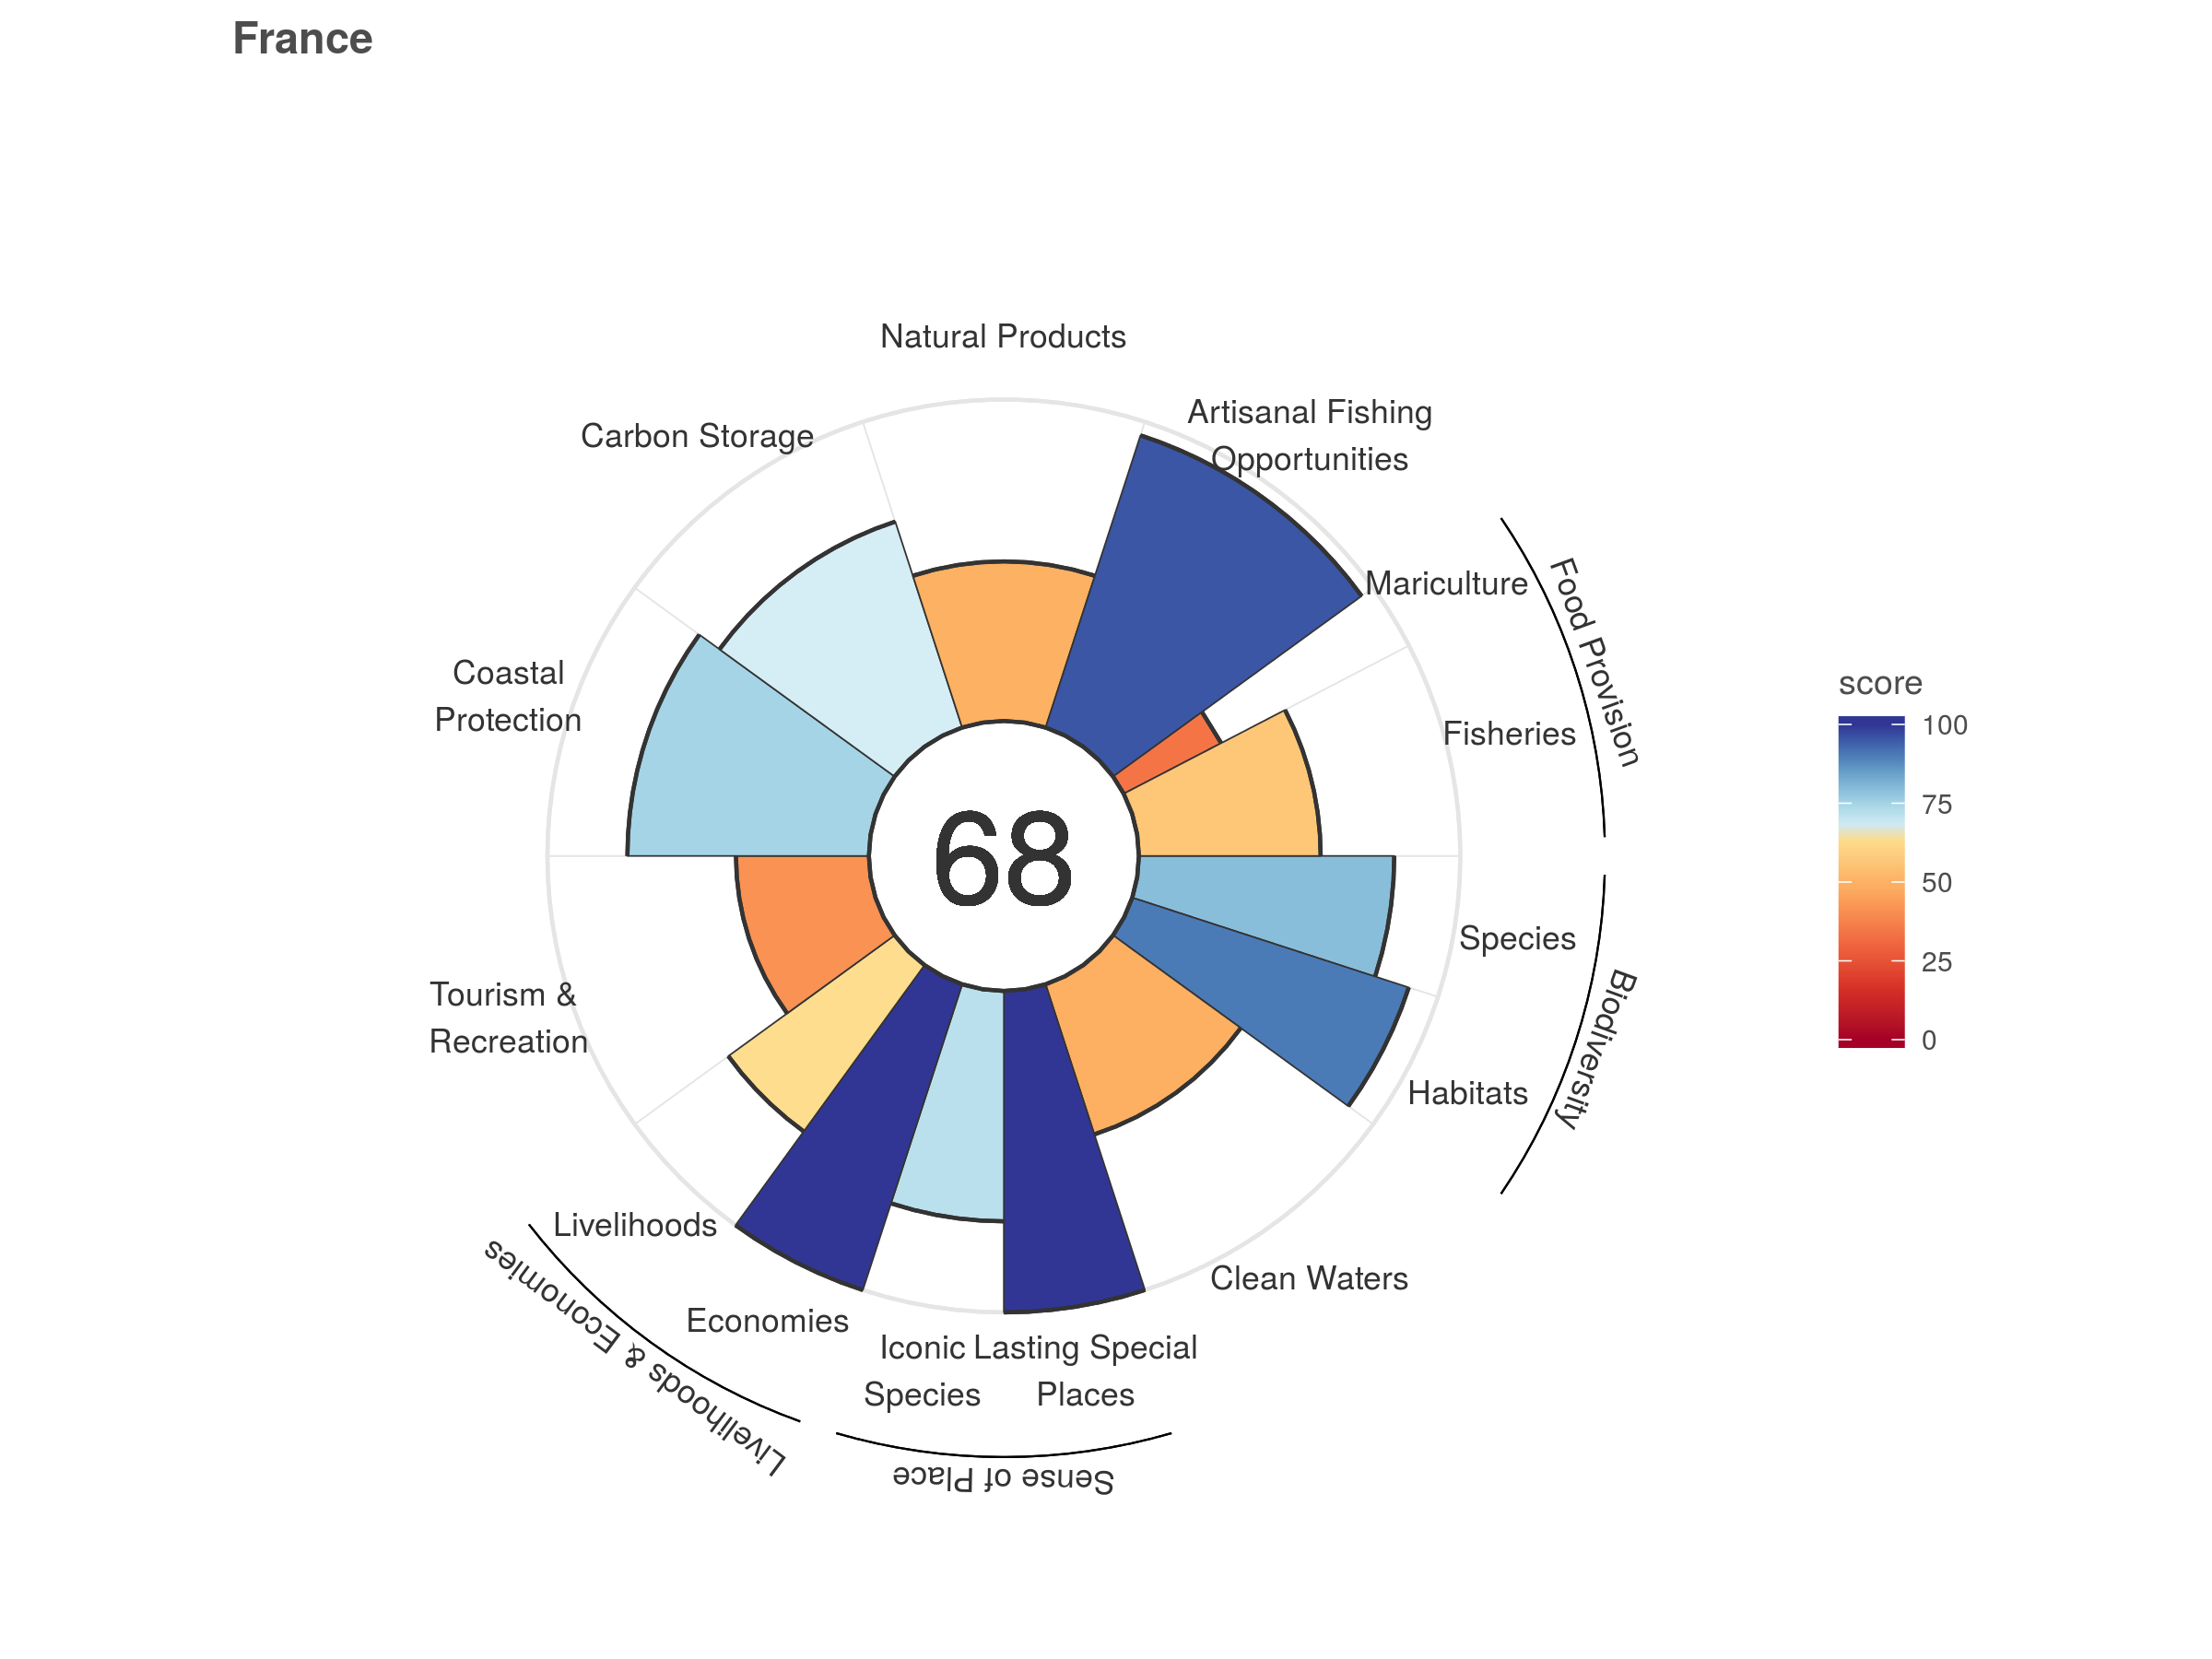 France
Natural Products
Artisanal Fishing
Opportunities
Carbon Storage
Mariculture
Food Provision
Coastal
Protection
Fisheries
score
100
75
50
25
0
68
Species
Biodiversity
Tourism &
Recreation
Habitats
Livelihoods
Clean Waters
Economies
Livelihoods & Economies
Iconic
Species
Lasting Special
Places
Sense of Place